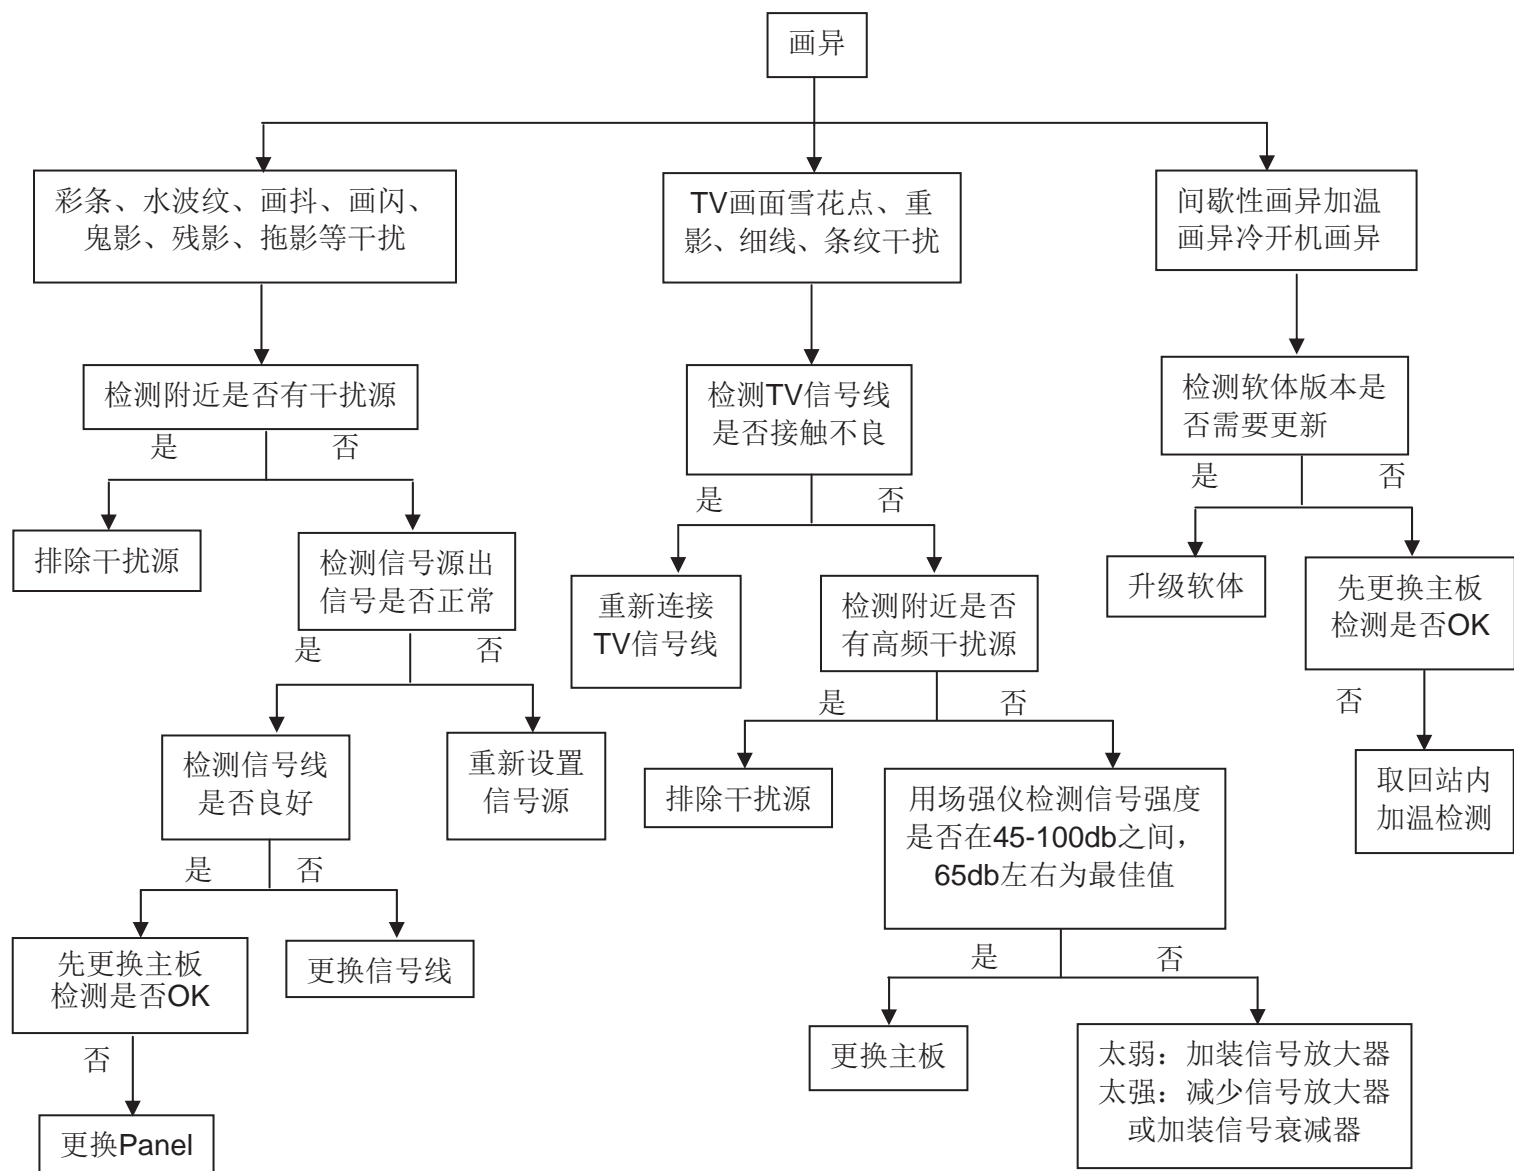 画异
彩条、水波纹、画抖、画闪、
鬼影、残影、拖影等干扰
TV画面雪花点、重
影、细线、条纹干扰
间歇性画异加温
画异冷开机画异
检测附近是否有干扰源
检测TV信号线
是否接触不良
检测软体版本是
否需要更新
是
否
是
否
是
否
排除干扰源
检测信号源出
信号是否正常
重新连接
TV信号线
检测附近是否
有高频干扰源
升级软体
先更换主板
检测是否OK
是
否
是
否
否
检测信号线
是否良好
重新设置
信号源
排除干扰源
用场强仪检测信号强度
是否在45-100db之间，
65db左右为最佳值
取回站内
加温检测
是
否
先更换主板
检测是否OK
更换信号线
是
否
否
更换主板
太弱：加装信号放大器
太强：减少信号放大器
或加装信号衰减器
更换Panel